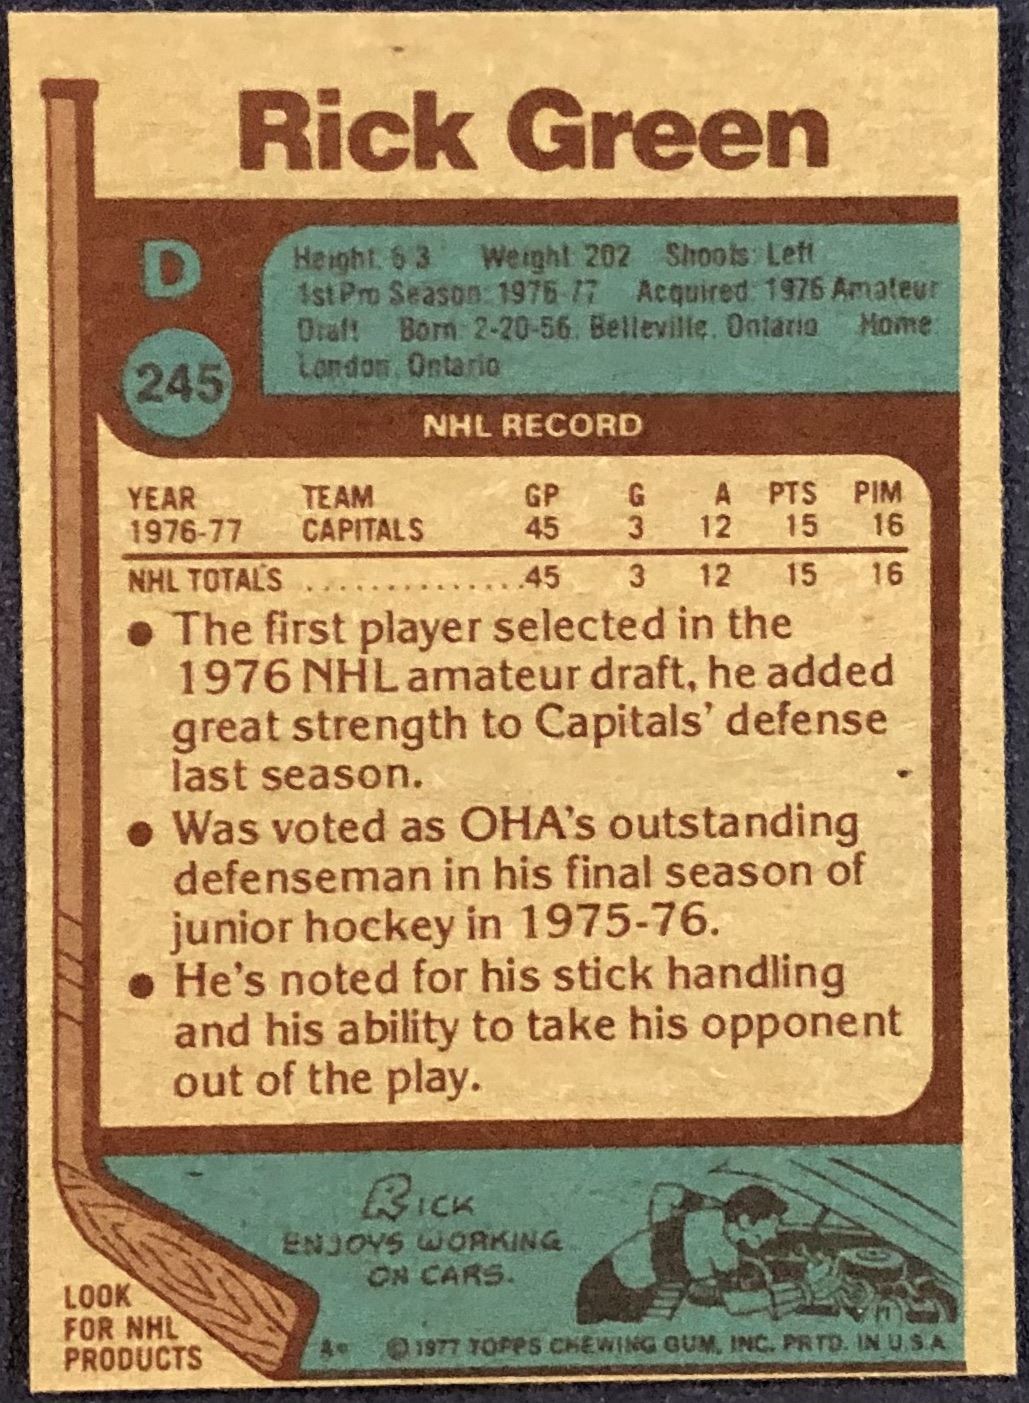 Rick Green
D
Height: 6'3" Weight: 202 Shoots: Left
1st Pro Season: 1976-77 Acquired: 1976 Amateur
Draft Born: 2-20-56, Belleville, Ontario Home:
London, Ontario
245
NHL RECORD
YEAR TEAM GP G A PTS PIM
1976-77 CAPITALS 45 3 12 15 16
NHL TOTALS ...............45 3 12 15 16
● The first player selected in the
1976 NHL amateur draft, he added
great strength to Capitals' defense
last season.
● Was voted as OHA's outstanding
defenseman in his final season of
junior hockey in 1975-76.
● He's noted for his stick handling
and his ability to take his opponent
out of the play.
RICK
ENJOYS WORKING
ON CARS.
LOOK
FOR NHL
PRODUCTS
© 1977 TOPPS CHEWING GUM, INC. PRTD. IN U.S.A.